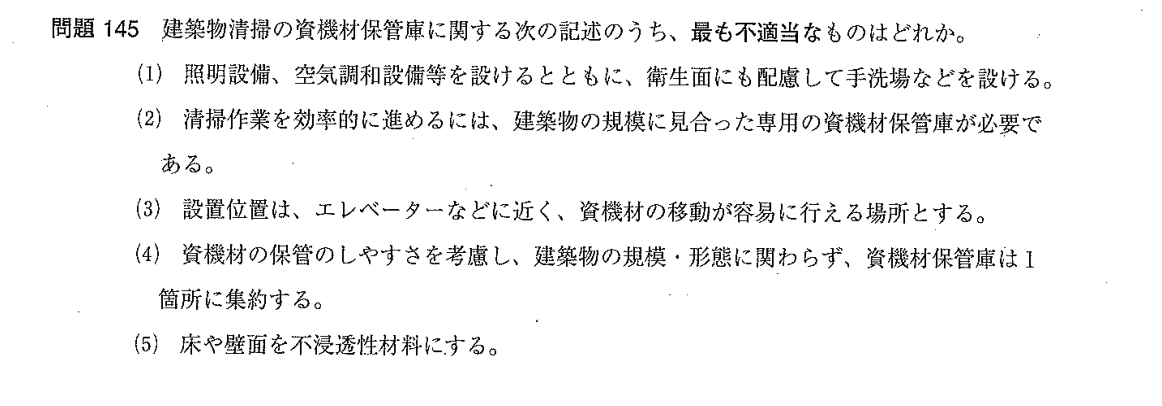 問題 145 建築物清掃の資機材保管庫に関する次の記述のうち、最も不適当なものはどれか。
(1) 照明設備、空気調和設備等を設けるとともに、衛生面にも配慮して手洗場などを設ける。
(2) 清掃作業を効率的に進めるには、建築物の規模に見合った専用の資機材保管庫が必要で
ある。
(3) 設置位置は、エレベーターなどに近く、資機材の移動が容易に行える場所とする。
(4) 資機材の保管のしやすさを考慮し、建築物の規模・形態に関わらず、資機材保管庫は1
箇所に集約する。
(5) 床や壁面を不浸透性材料にする。